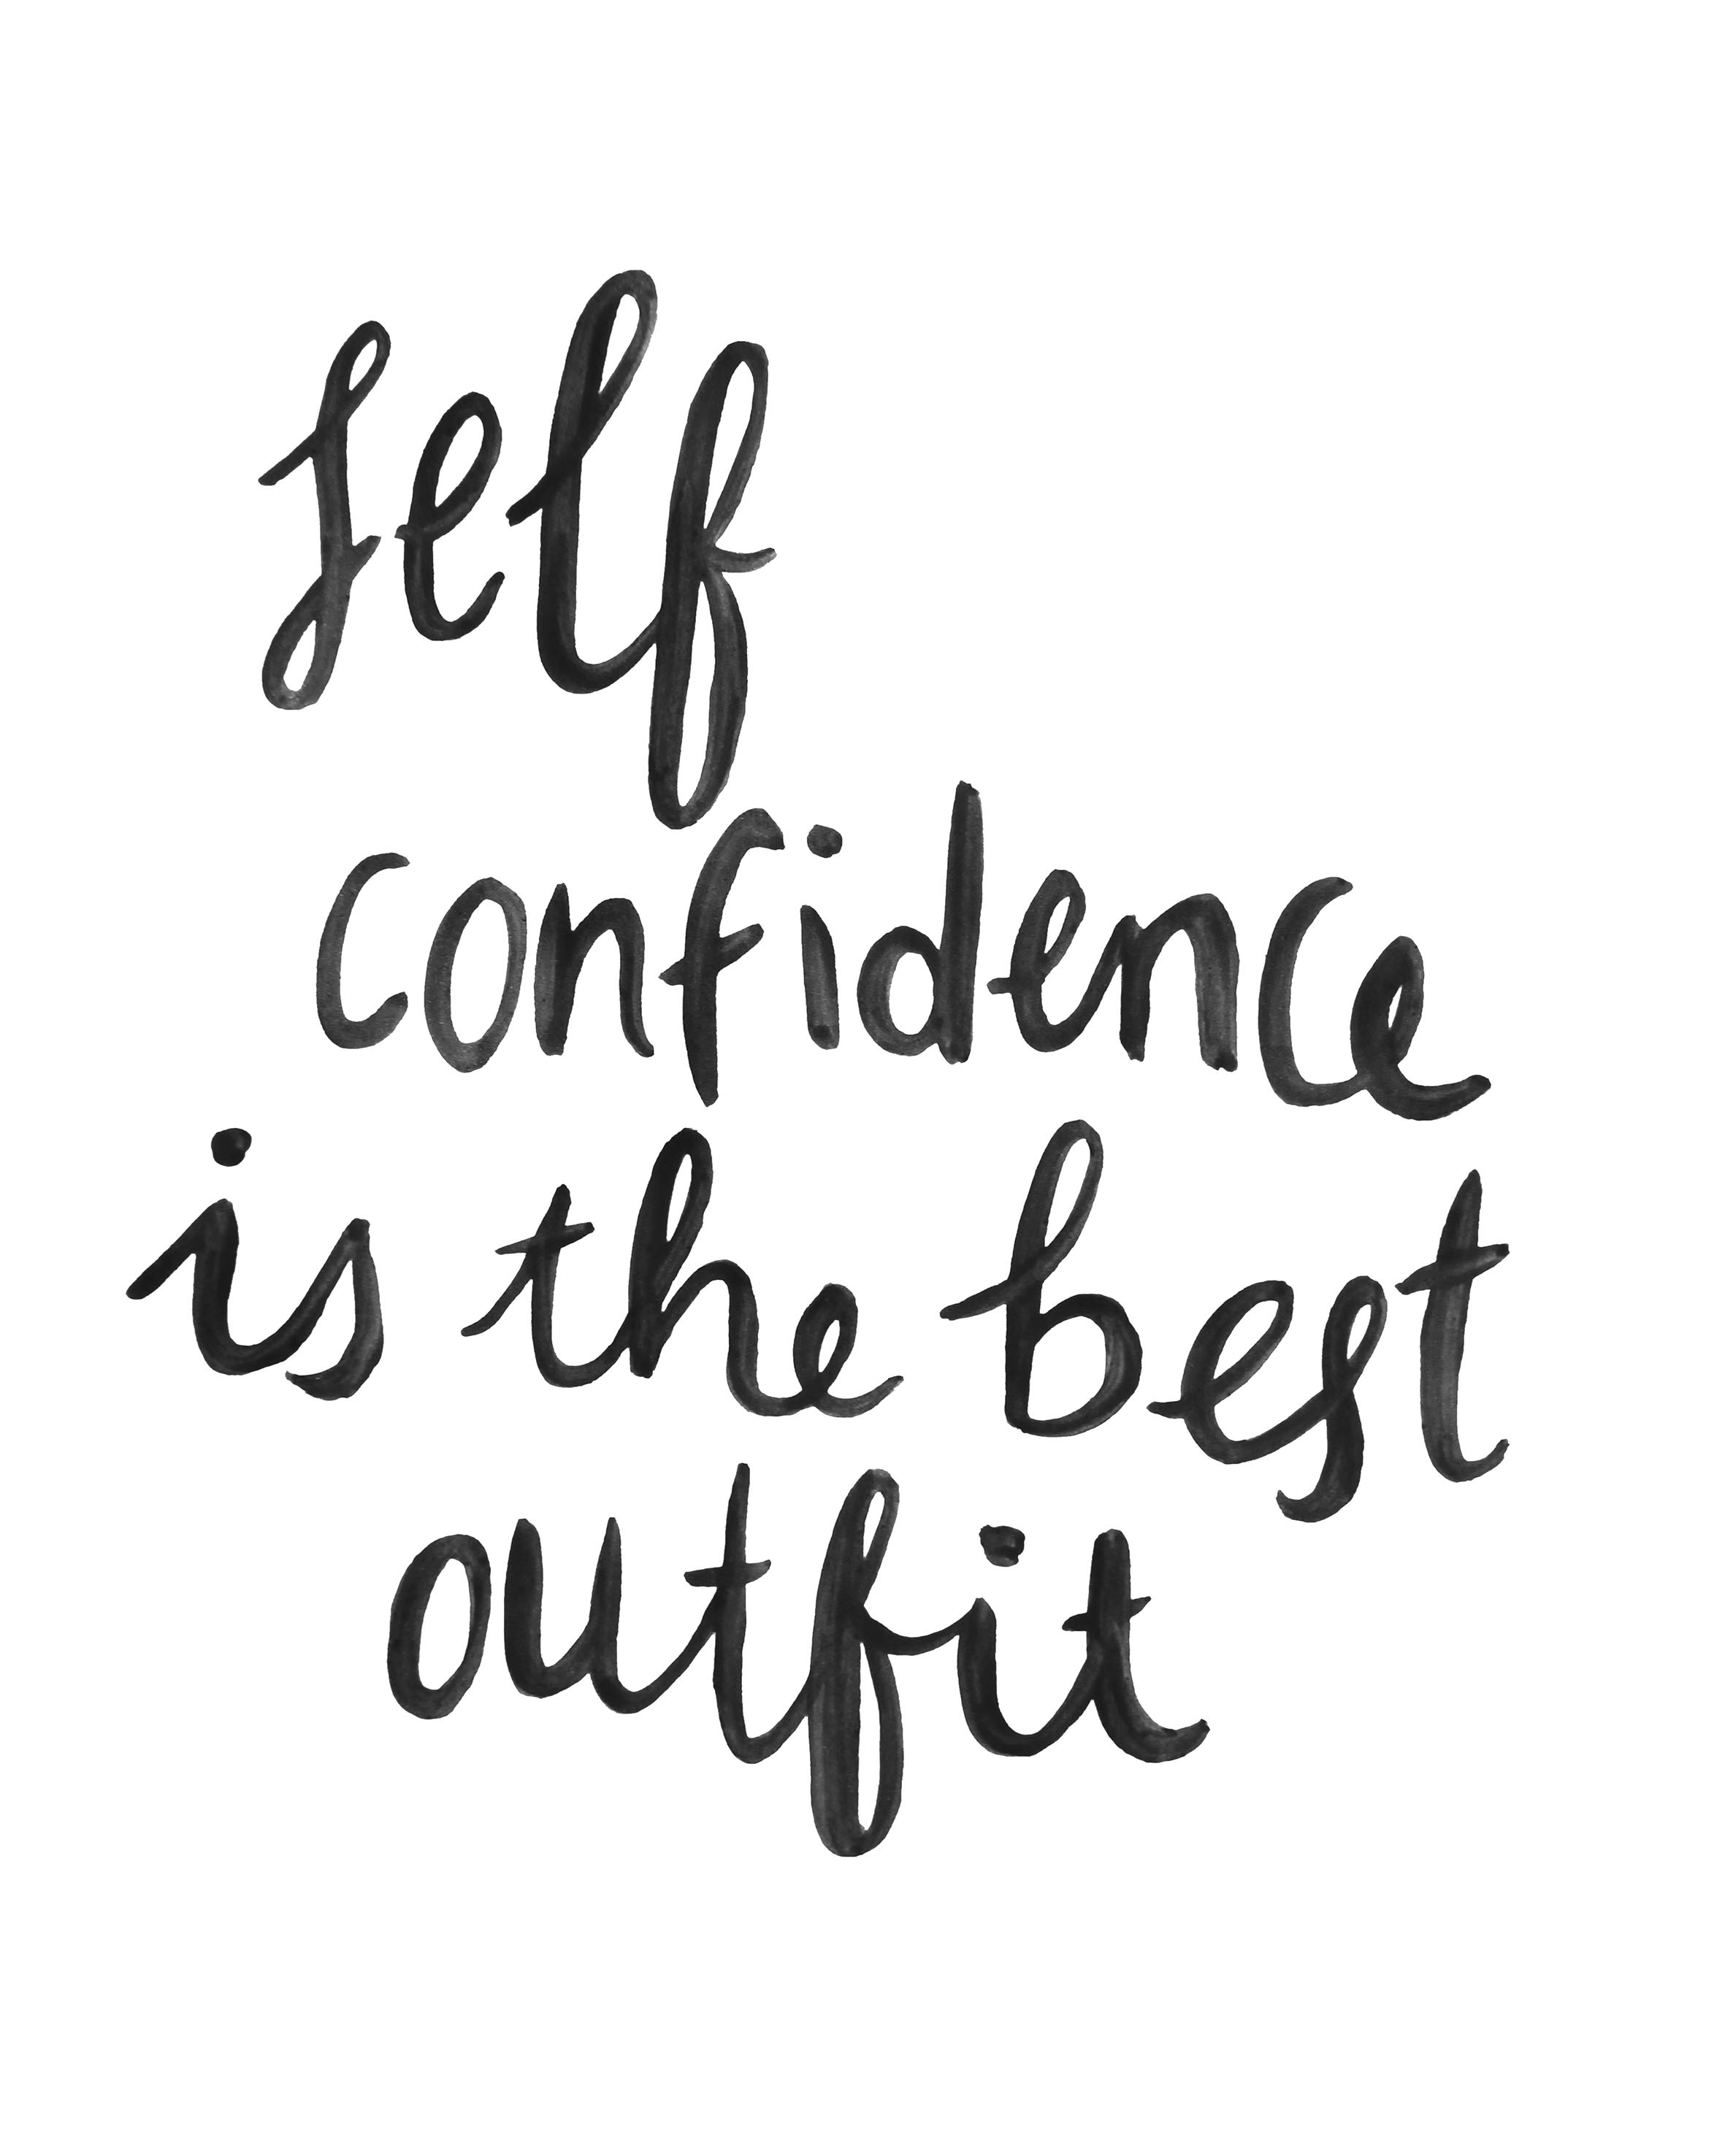 self
confidence
is the best
outfit